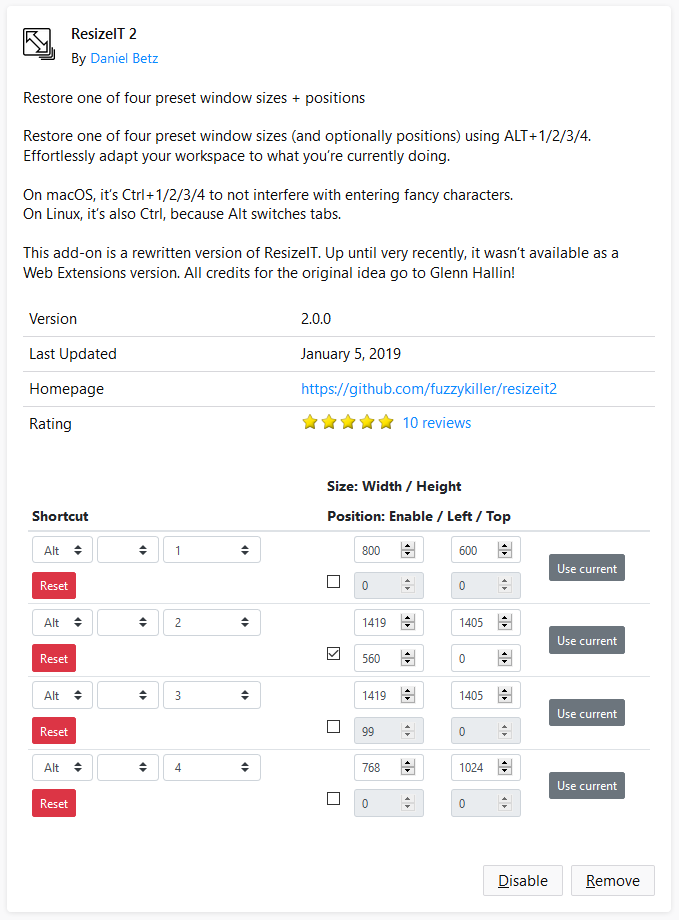 ResizeIT 2
By Daniel Betz
Restore one of four preset window sizes + positions
Restore one of four preset window sizes (and optionally positions) using ALT+1/2/3/4.
Effortlessly adapt your workspace to what you’re currently doing.
On macOS, it’s Ctrl+1/2/3/4 to not interfere with entering fancy characters.
On Linux, it’s also Ctrl, because Alt switches tabs.
This add-on is a rewritten version of ResizeIT. Up until very recently, it wasn’t available as a
Web Extensions version. All credits for the original idea go to Glenn Hallin!
Version 2.0.0
Last Updated January 5, 2019
Homepage https://github.com/fuzzykiller/resizeit2
Rating 10 reviews
Size: Width / Height
Shortcut Position: Enable / Left / Top
Alt 1 800 600
Use current
Reset 0 0
Alt 2 1419 1405
Use current
Reset 560 0
Alt 3 1419 1405
Use current
Reset 99 0
Alt 4 768 1024
Use current
Reset 0 0
Disable Remove